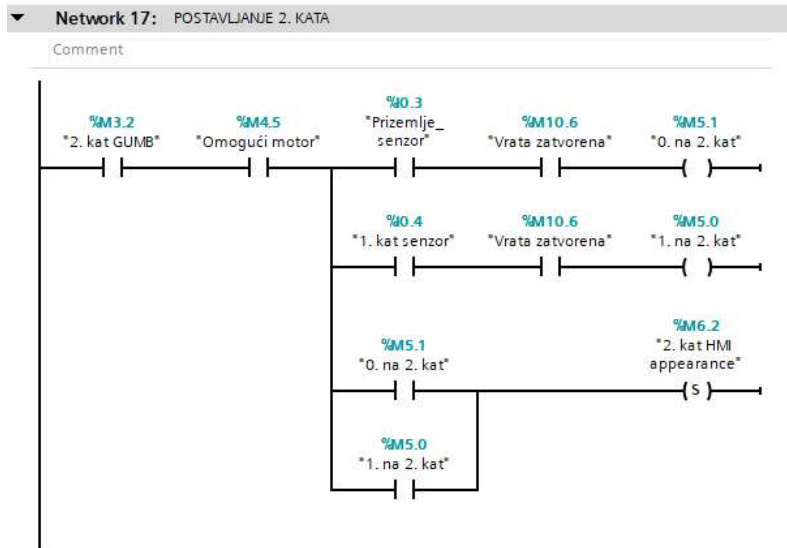 Network 17: POSTAVLJANJE 2. KATA
Comment
%M3.2
"2. kat GUMB"
%M4.5
"Omogući motor"
%I0.3
"Prizemlje_
senzor"
%M10.6
"Vrata zatvorena"
%M5.1
"0. na 2. kat"
%I0.4
"1. kat senzor"
%M10.6
"Vrata zatvorena"
%M5.0
"1. na 2. kat"
%M5.1
"0. na 2. kat"
%M6.2
"2. kat HMI
appearance"
S
%M5.0
"1. na 2. kat"